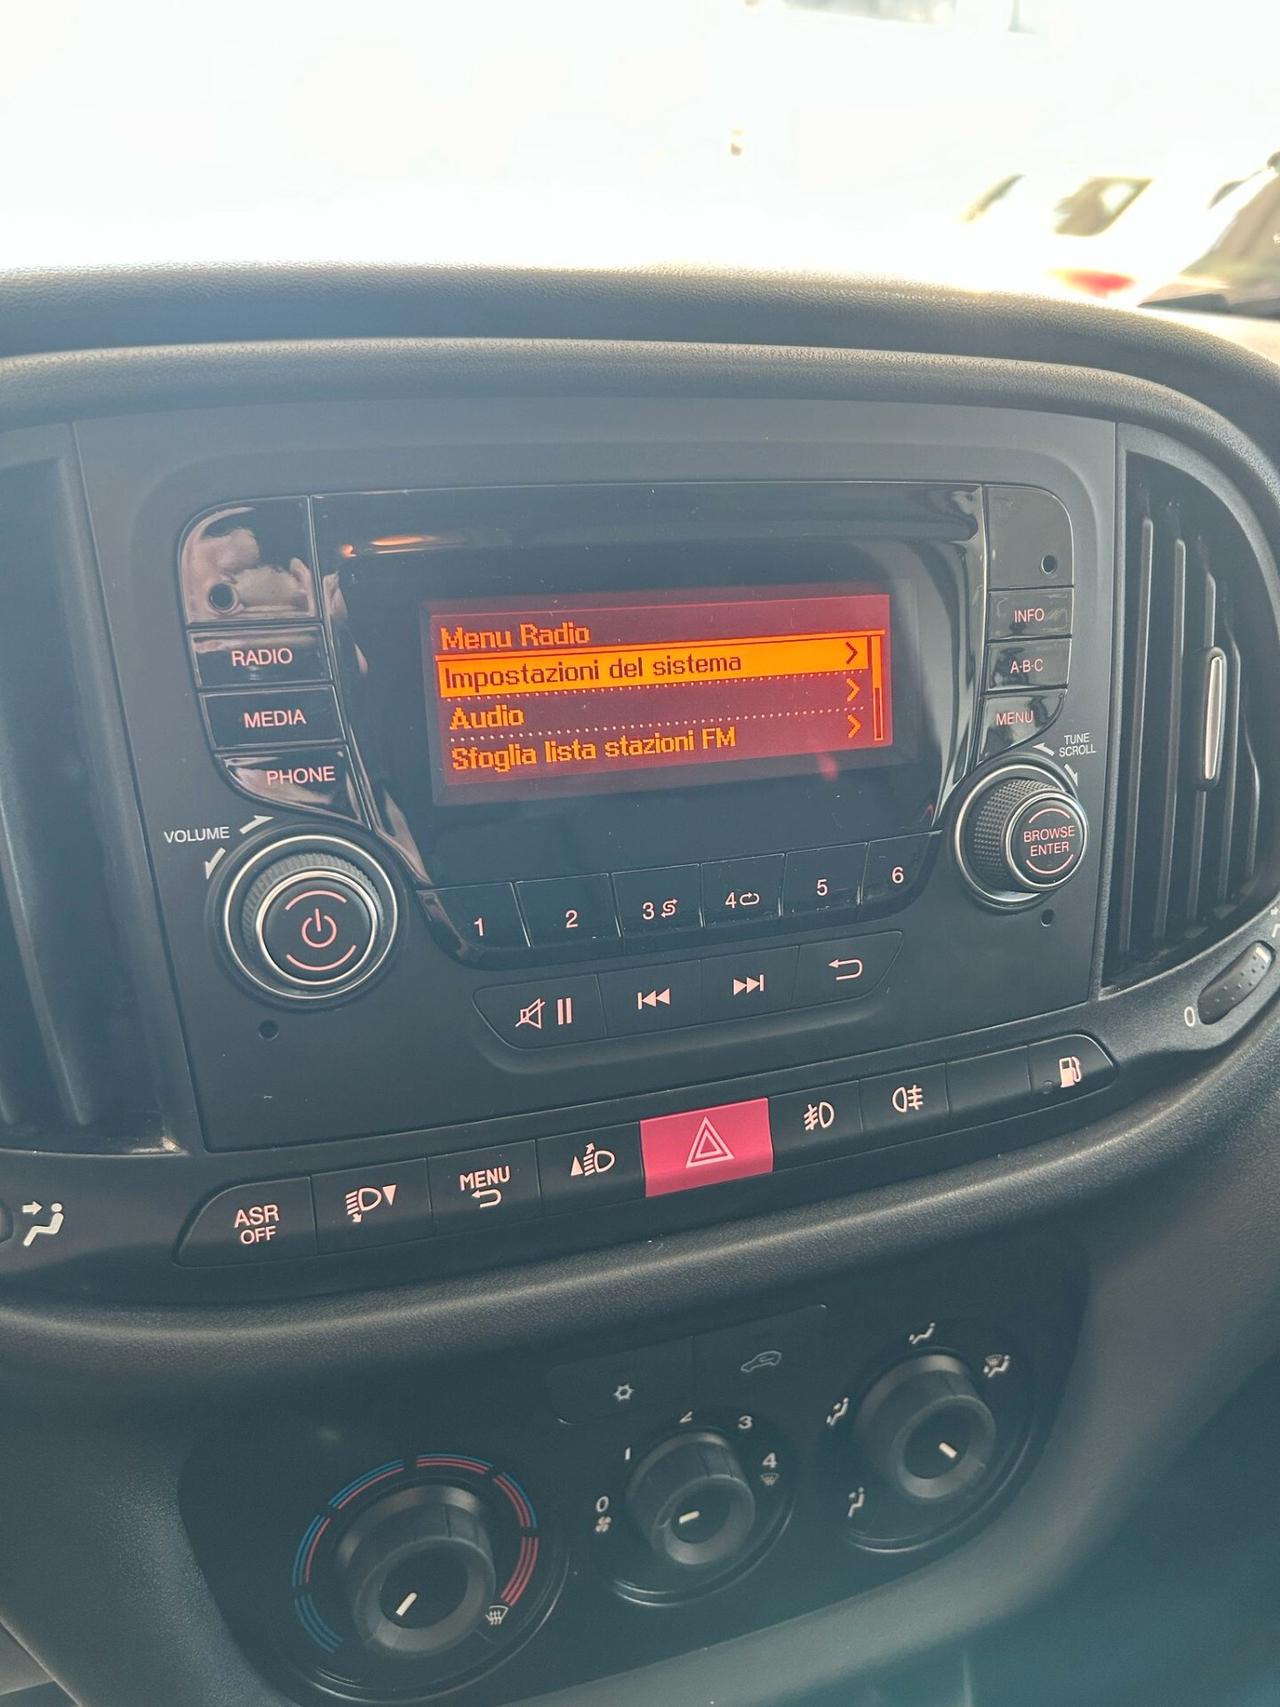 Menu Radio
Impostazioni del sistema
Audio
Sfoglia lista stazioni FM
RADIO
MEDIA
PHONE
VOLUME
INFO
A·B·C
MENU
TUNE
SCROLL
BROWSE
ENTER
1
2
3
4
5
6
0
ASR
OFF
MENU
0
1
2
3
4